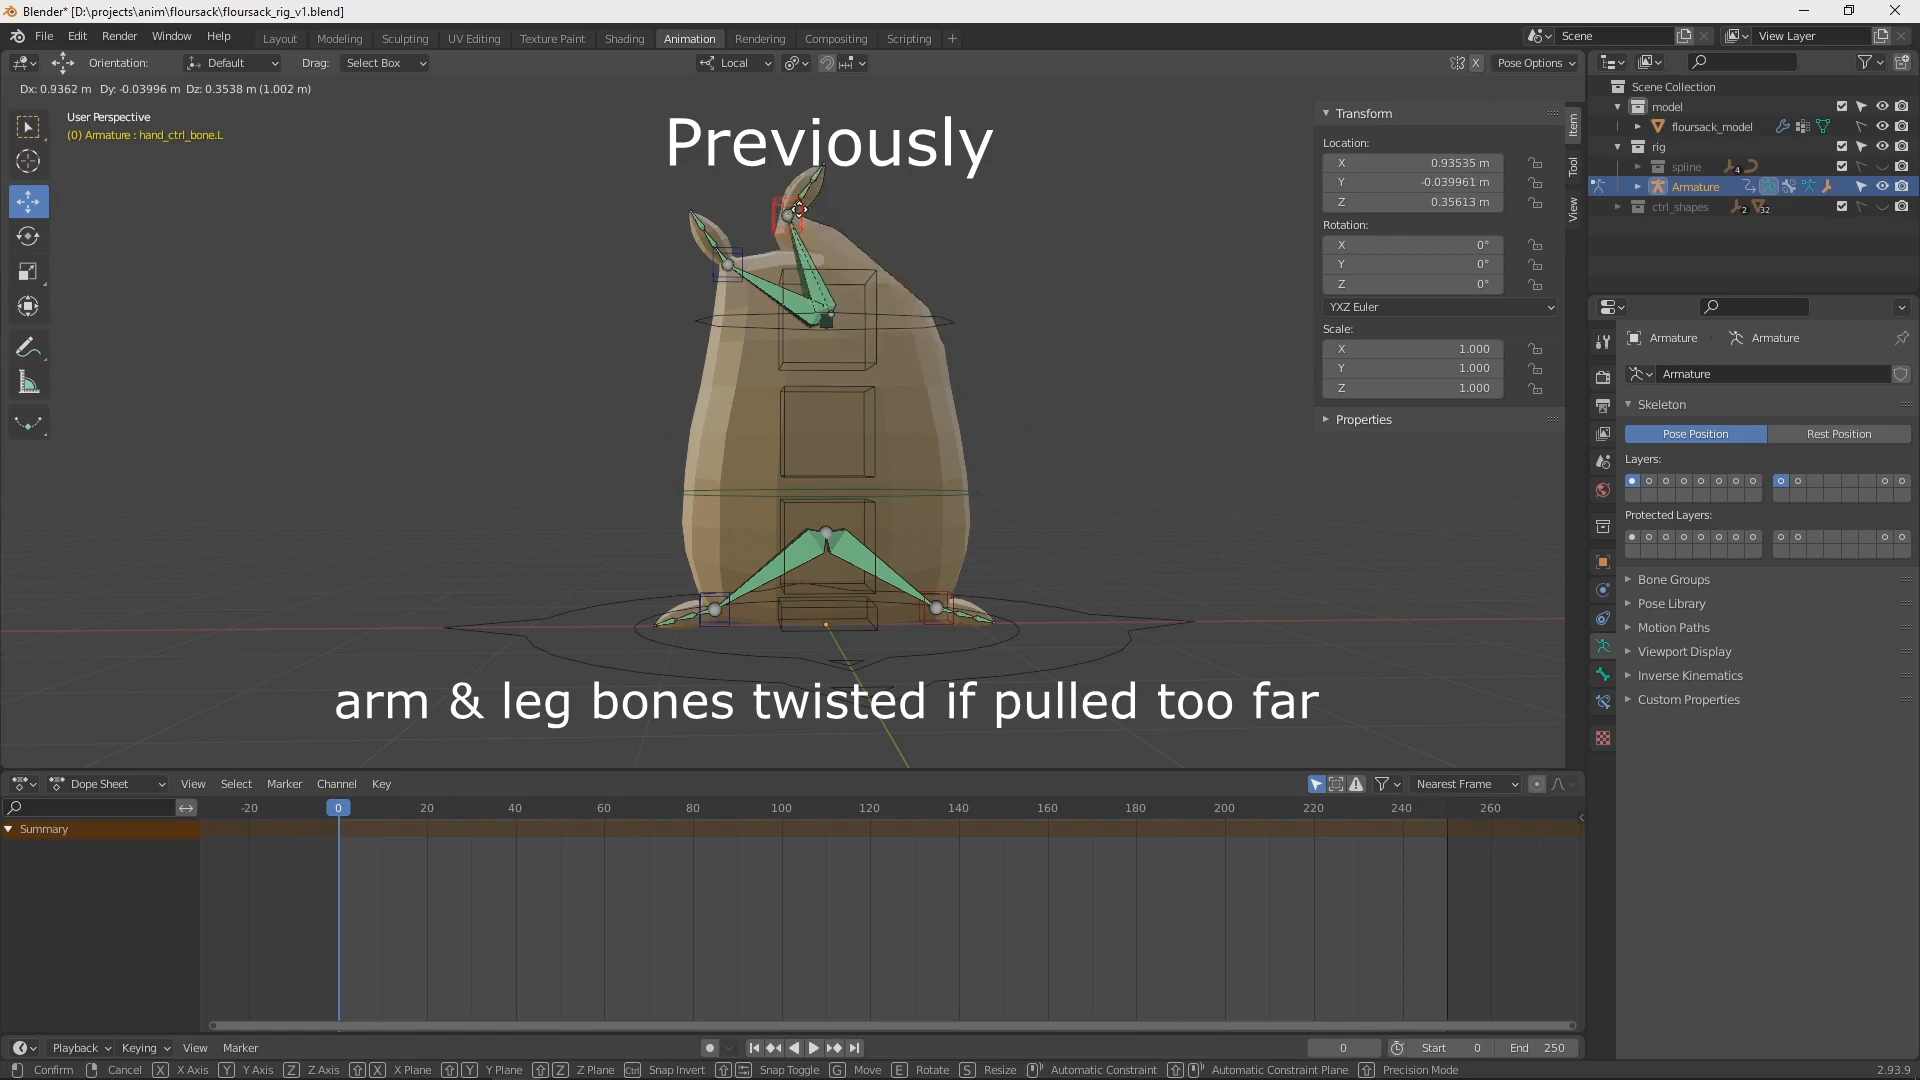 Blender* [D:\projects\anim\floursack\floursack_rig_v1.blend]
File Edit Render Window Help Layout Modeling Sculpting UV Editing Texture Paint Shading Animation Rendering Compositing Scripting + Scene View Layer
Orientation: Default Drag: Select Box Local X Pose Options
Dx: 0.9362 m Dy: -0.03996 m Dz: 0.3538 m (1.002 m)
User Perspective
(0) Armature : hand_ctrl_bone.L
Previously
arm & leg bones twisted if pulled too far
Transform
Location:
X 0.93535 m
Y -0.039961 m
Z 0.35613 m
Rotation:
X 0°
Y 0°
Z 0°
YXZ Euler
Scale:
X 1.000
Y 1.000
Z 1.000
Properties
Item
Tool
View
Scene Collection
model
floursack_model
rig
spline 4
Armature
ctrl_shapes 2 32
Armature Armature
Armature
Skeleton
Pose Position Rest Position
Layers:
Protected Layers:
Bone Groups
Pose Library
Motion Paths
Viewport Display
Inverse Kinematics
Custom Properties
Dope Sheet View Select Marker Channel Key Nearest Frame
-20 0 20 40 60 80 100 120 140 160 180 200 220 240 260
Summary
Playback Keying View Marker 0 Start 0 End 250
Confirm Cancel X X Axis Y Y Axis Z Z Axis X X Plane Y Y Plane Z Z Plane Ctrl Snap Invert Snap Toggle G Move E Rotate S Resize Automatic Constraint Automatic Constraint Plane Precision Mode 2.93.9